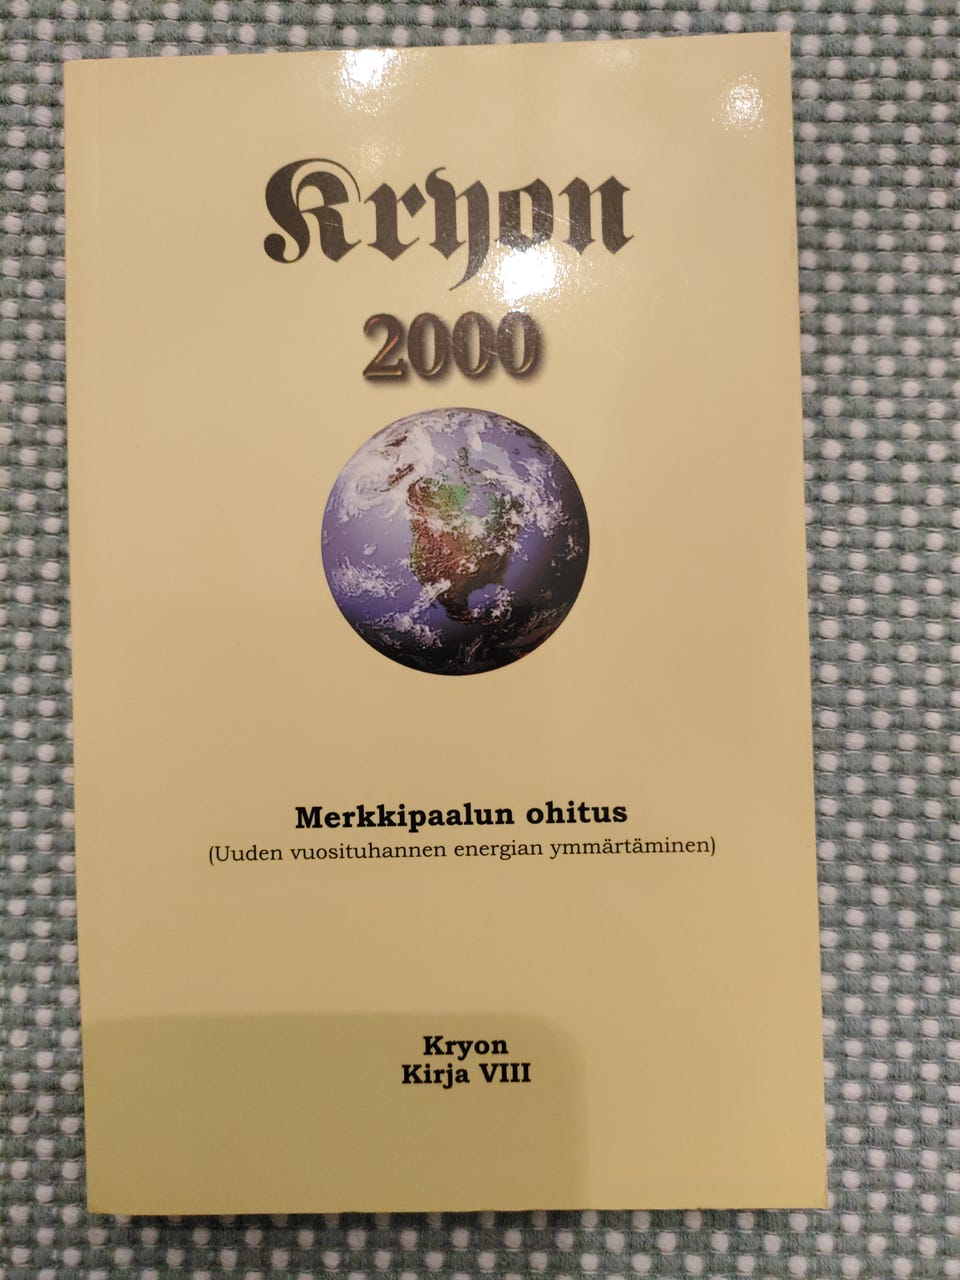 Kryon
2000
Merkkipaalun ohitus
(Uuden vuosituhannen energian ymmärtäminen)
Kryon
Kirja VIII